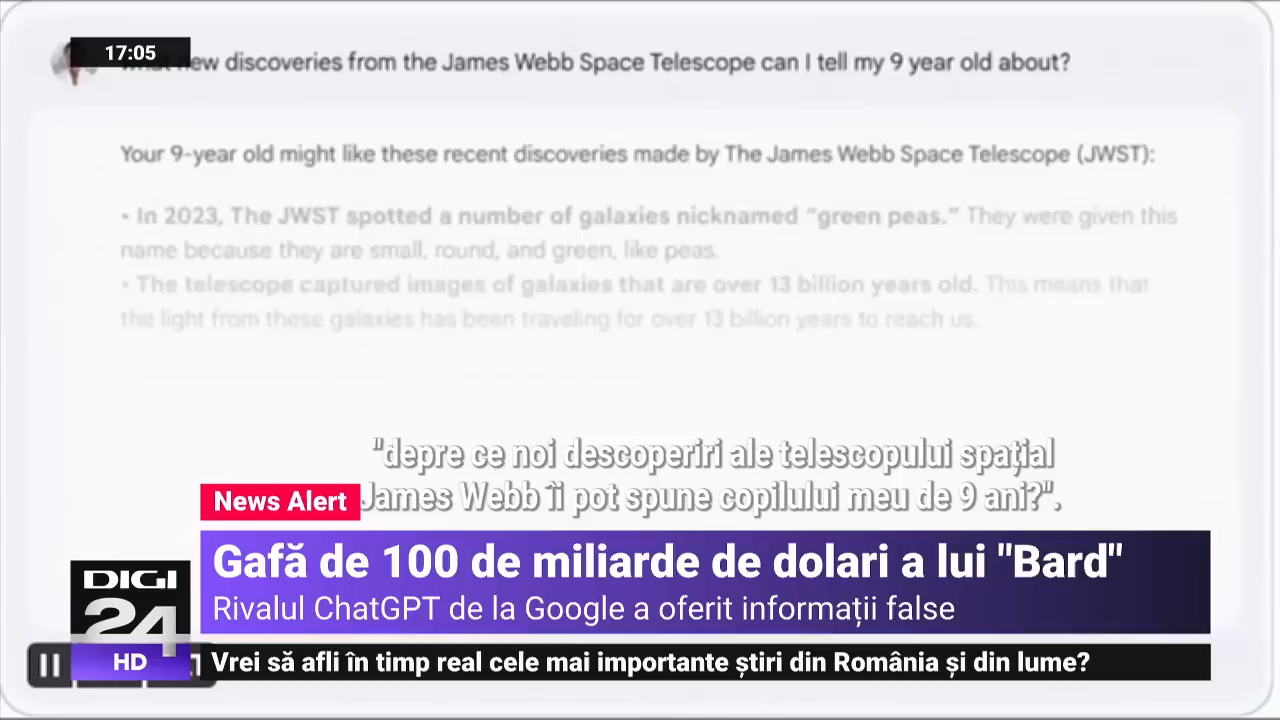 17:05
new discoveries from the James Webb Space Telescope can I tell my 9 year old about?
Your 9-year old might like these recent discoveries made by The James Webb Space Telescope (JWST):
• In 2023, The JWST spotted a number of galaxies nicknamed “green peas.” They were given this
name because they are small, round, and green, like peas.
• The telescope captured images of galaxies that are over 13 billion years old. This means that
the light from these galaxies has been traveling for over 13 billion years to reach us.
"depre ce noi descoperiri ale telescopului spațial
James Webb îi pot spune copilului meu de 9 ani?".
News Alert
Gafă de 100 de miliarde de dolari a lui "Bard"
Rivalul ChatGPT de la Google a oferit informații false
DIGI
24
HD
Vrei să afli în timp real cele mai importante știri din România și din lume?